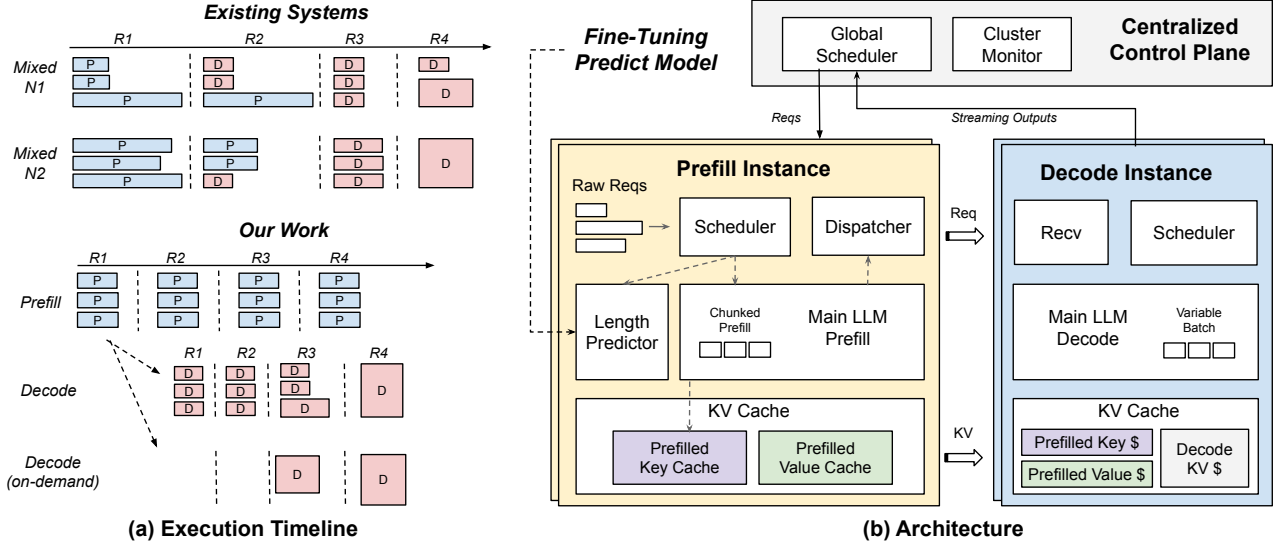 Existing Systems
R1 R2 R3 R4
Mixed
N1
P D D D
P D D D
P P D
Mixed
N2
P P D D
P P D
P D D
Our Work
R1 R2 R3 R4
Prefill
P P P P
P P P P
P P P P
R1 R2 R3 R4
Decode
D D D D
D D D
D D D
Decode
(on-demand)
D D
(a) Execution Timeline
Fine-Tuning
Predict Model
Global
Scheduler
Cluster
Monitor
Centralized
Control Plane
Reqs
Streaming Outputs
Prefill Instance
Raw Reqs
Scheduler
Dispatcher
Length
Predictor
Chunked
Prefill
Main LLM
Prefill
KV Cache
Prefilled
Key Cache
Prefilled
Value Cache
Req
KV
Decode Instance
Recv
Scheduler
Main LLM
Decode
Variable
Batch
KV Cache
Prefilled Key $
Prefilled Value $
Decode
KV $
(b) Architecture